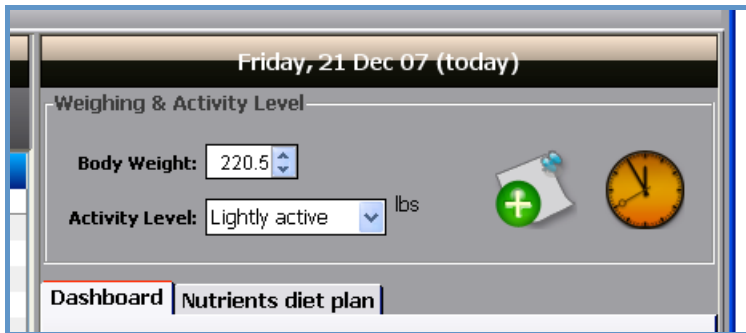 Friday, 21 Dec 07 (today)
Weighing & Activity Level
Body Weight: 220.5
Activity Level: Lightly active lbs
Dashboard Nutrients diet plan